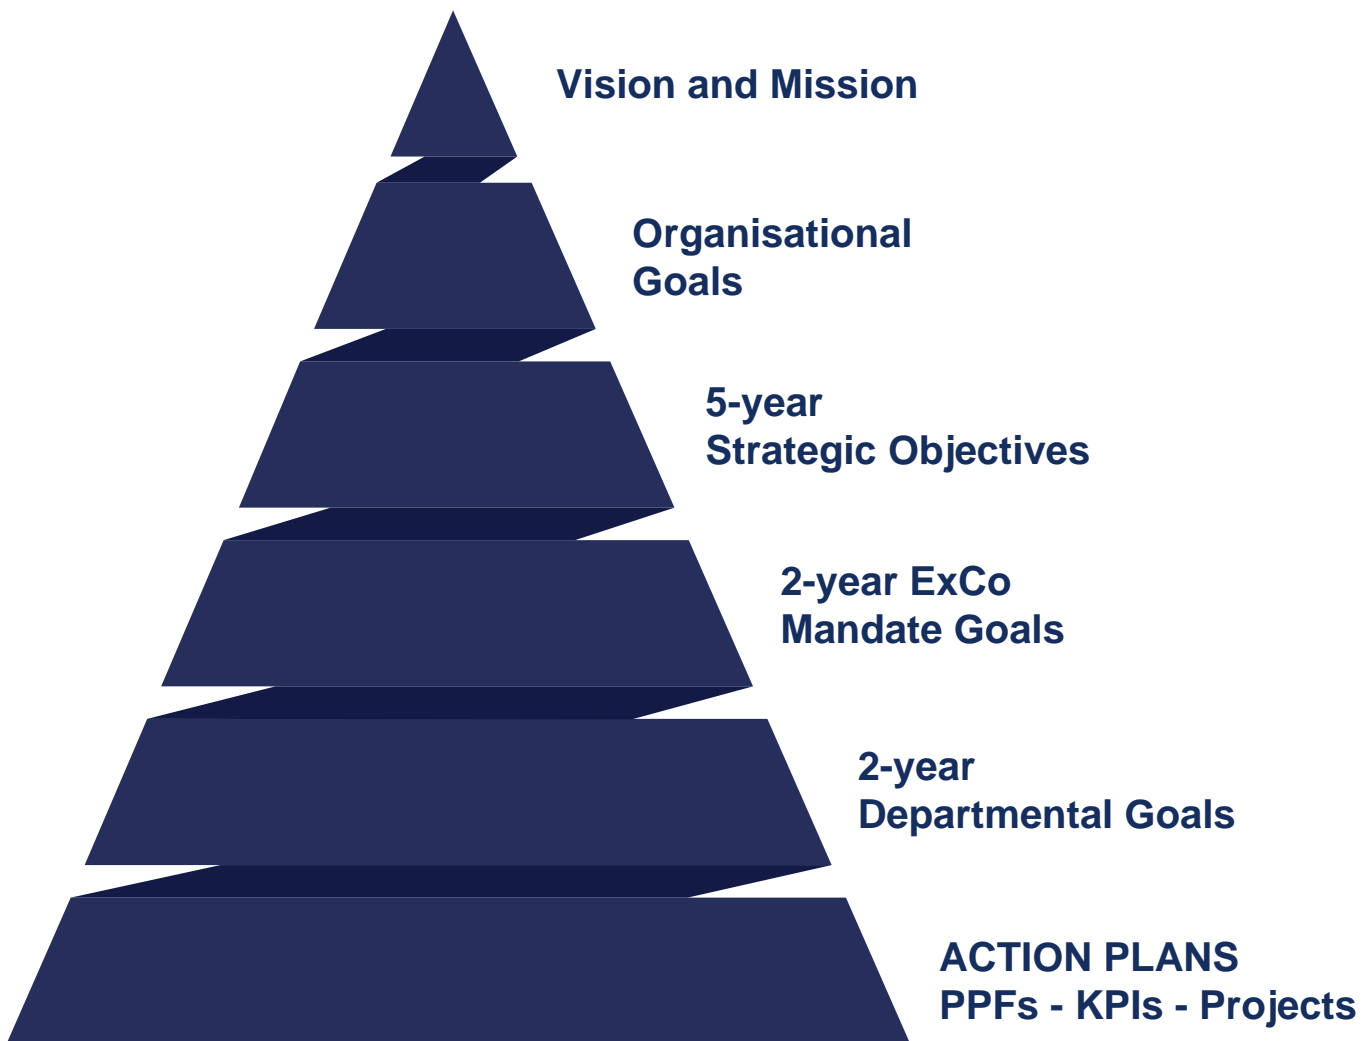 Vision and Mission
Organisational
Goals
5-year
Strategic Objectives
2-year ExCo
Mandate Goals
2-year
Departmental Goals
ACTION PLANS
PPFs - KPIs - Projects